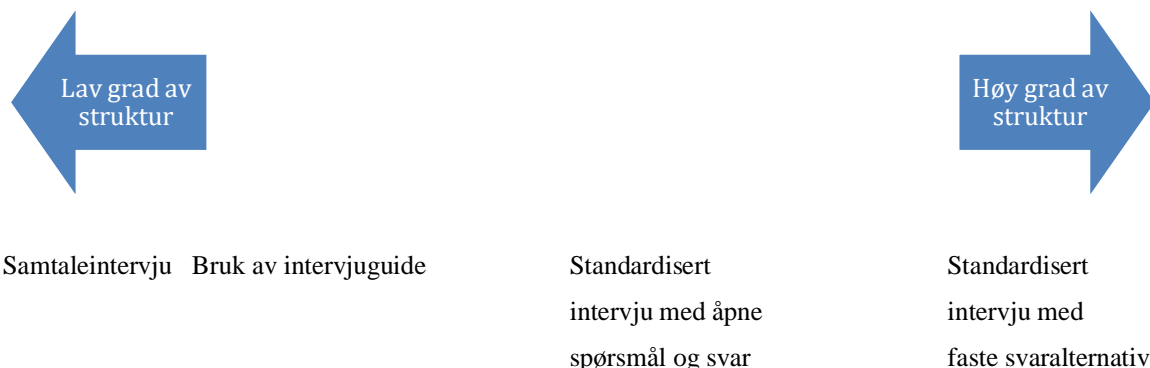 Lav grad av
struktur
Høy grad av
struktur
Samtaleintervju Bruk av intervjuguide
Standardisert
intervju med åpne
spørsmål og svar
Standardisert
intervju med
faste svaralternativ